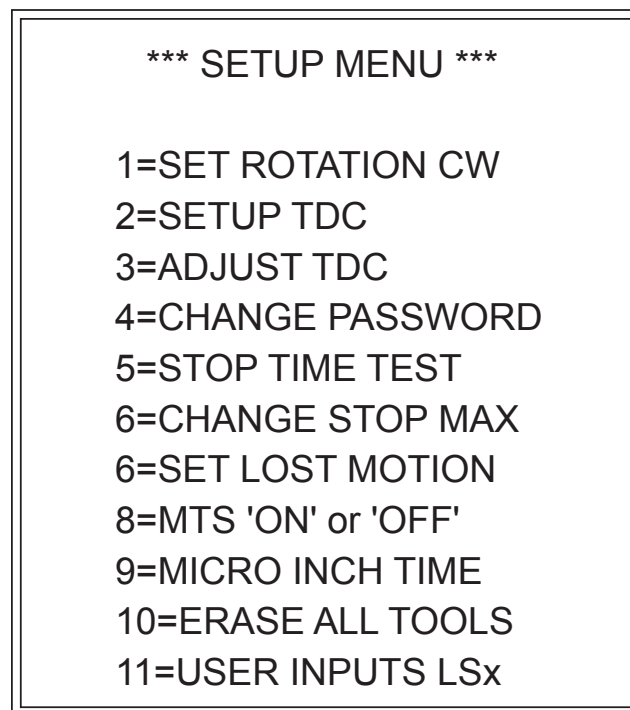 *** SETUP MENU ***
1=SET ROTATION CW
2=SETUP TDC
3=ADJUST TDC
4=CHANGE PASSWORD
5=STOP TIME TEST
6=CHANGE STOP MAX
6=SET LOST MOTION
8=MTS 'ON' or 'OFF'
9=MICRO INCH TIME
10=ERASE ALL TOOLS
11=USER INPUTS LSx